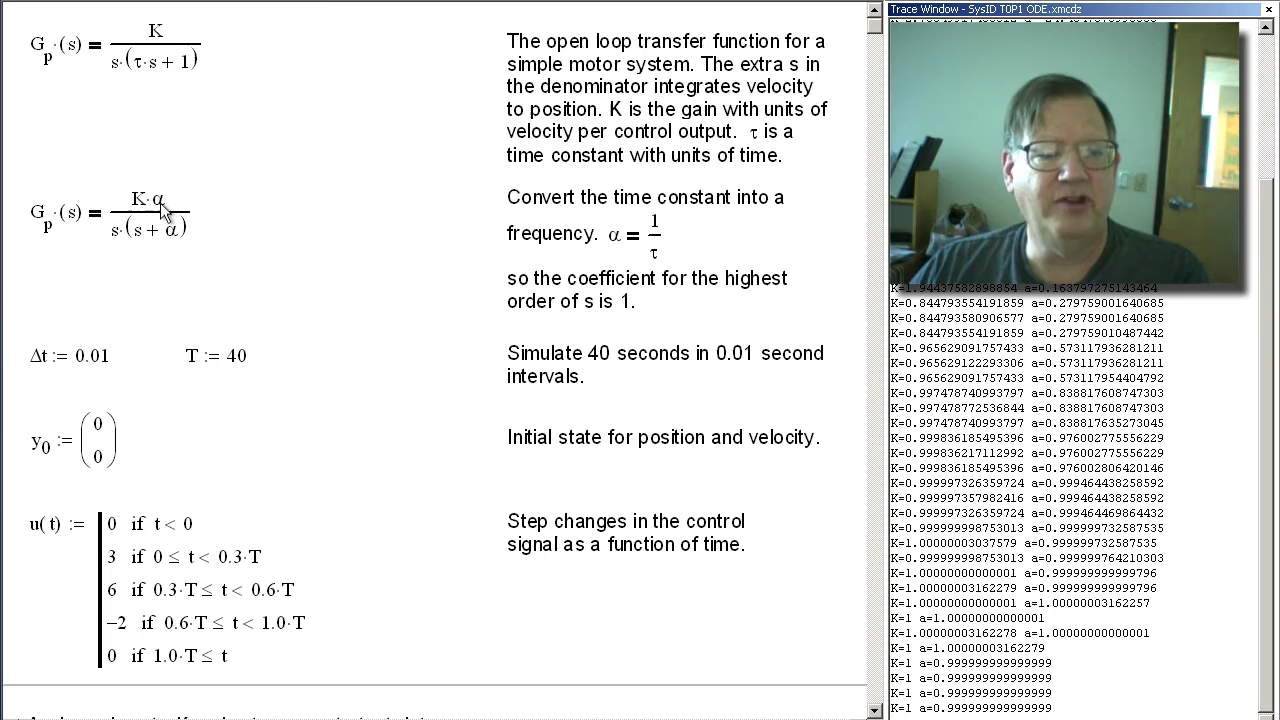 Trace Window - SysID T0P1 ODE.xmcdz
G_p·(s) = K / s·(τ·s + 1)
The open loop transfer function for a
simple motor system. The extra s in
the denominator integrates velocity
to position. K is the gain with units of
velocity per control output. τ is a
time constant with units of time.
G_p·(s) = K·α / s·(s + α)
Convert the time constant into a
frequency. α = 1/τ
so the coefficient for the highest
order of s is 1.
Δt := 0.01 T := 40
Simulate 40 seconds in 0.01 second
intervals.
y_0 := (0 0)
Initial state for position and velocity.
u(t) := 0 if t < 0
3 if 0 ≤ t < 0.3·T
6 if 0.3·T ≤ t < 0.6·T
−2 if 0.6·T ≤ t < 1.0·T
0 if 1.0·T ≤ t
Step changes in the control
signal as a function of time.
K=1.94437582898854 a=0.163797275143464
K=0.844793554191859 a=0.279759001640685
K=0.844793580906577 a=0.279759001640685
K=0.844793554191859 a=0.279759010487442
K=0.965629091757433 a=0.573117936281211
K=0.965629122293306 a=0.573117936281211
K=0.965629091757433 a=0.573117954404792
K=0.997478740993797 a=0.838817608747303
K=0.997478772536844 a=0.838817608747303
K=0.997478740993797 a=0.838817635273045
K=0.999836185495396 a=0.976002775556229
K=0.999836217112992 a=0.976002775556229
K=0.999836185495396 a=0.976002806420146
K=0.999997326359724 a=0.999464438258592
K=0.999997357982416 a=0.999464438258592
K=0.999997326359724 a=0.999464469864432
K=0.999999998753013 a=0.999999732587535
K=1.00000003037579 a=0.999999732587535
K=0.999999998753013 a=0.999999764210303
K=1.00000000000001 a=0.999999999999796
K=1.00000003162279 a=0.999999999999796
K=1.00000000000001 a=1.00000003162257
K=1 a=1.00000000000001
K=1.00000003162278 a=1.00000000000001
K=1 a=1.00000003162279
K=1 a=0.999999999999999
K=1 a=0.999999999999999
K=1 a=0.999999999999999
K=1 a=0.999999999999999